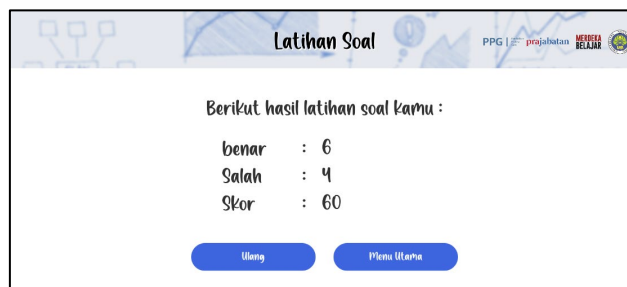 Latihan Soal
PPG | prajabatan MERDEKA BELAJAR
Berikut hasil latihan soal kamu :
benar : 6
Salah : 4
Skor : 60
Ulang
Menu Utama